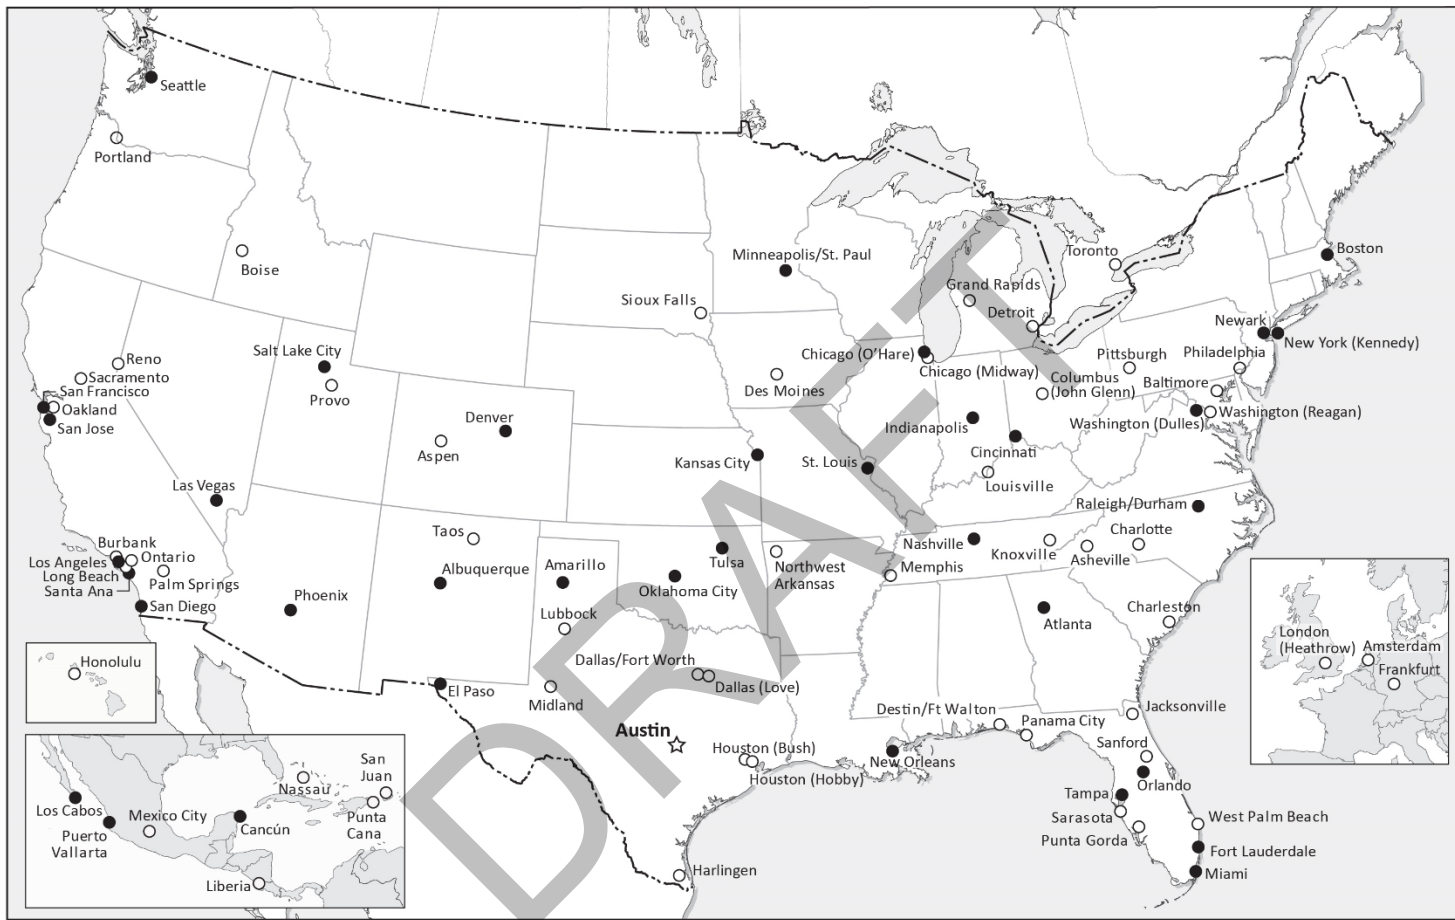 Seattle
Portland
Boise
Minneapolis/St. Paul
Sioux Falls
Toronto
Boston
Grand Rapids
Detroit
Newark
New York (Kennedy)
Reno
Sacramento
San Francisco
Oakland
San Jose
Salt Lake City
Provo
Chicago (O'Hare)
Chicago (Midway)
Pittsburgh
Philadelphia
Des Moines
Columbus
(John Glenn)
Baltimore
Washington (Reagan)
Washington (Dulles)
Denver
Aspen
Indianapolis
Cincinnati
Kansas City
St. Louis
Louisville
Las Vegas
Raleigh/Durham
Taos
Burbank
Ontario
Los Angeles
Long Beach
Palm Springs
Santa Ana
San Diego
Phoenix
Albuquerque
Amarillo
Lubbock
Tulsa
Oklahoma City
Northwest
Arkansas
Nashville
Memphis
Knoxville
Asheville
Charlotte
Atlanta
Charleston
Honolulu
Dallas/Fort Worth
Dallas (Love)
El Paso
Midland
London
(Heathrow)
Amsterdam
Frankfurt
Austin
Houston (Bush)
Houston (Hobby)
New Orleans
Destin/Ft Walton
Panama City
Jacksonville
Sanford
Orlando
Tampa
Sarasota
Punta Gorda
West Palm Beach
Fort Lauderdale
Miami
Harlingen
San
Juan
Nassau
Los Cabos
Mexico City
Cancún
Punta
Cana
Puerto
Vallarta
Liberia
DRAFT